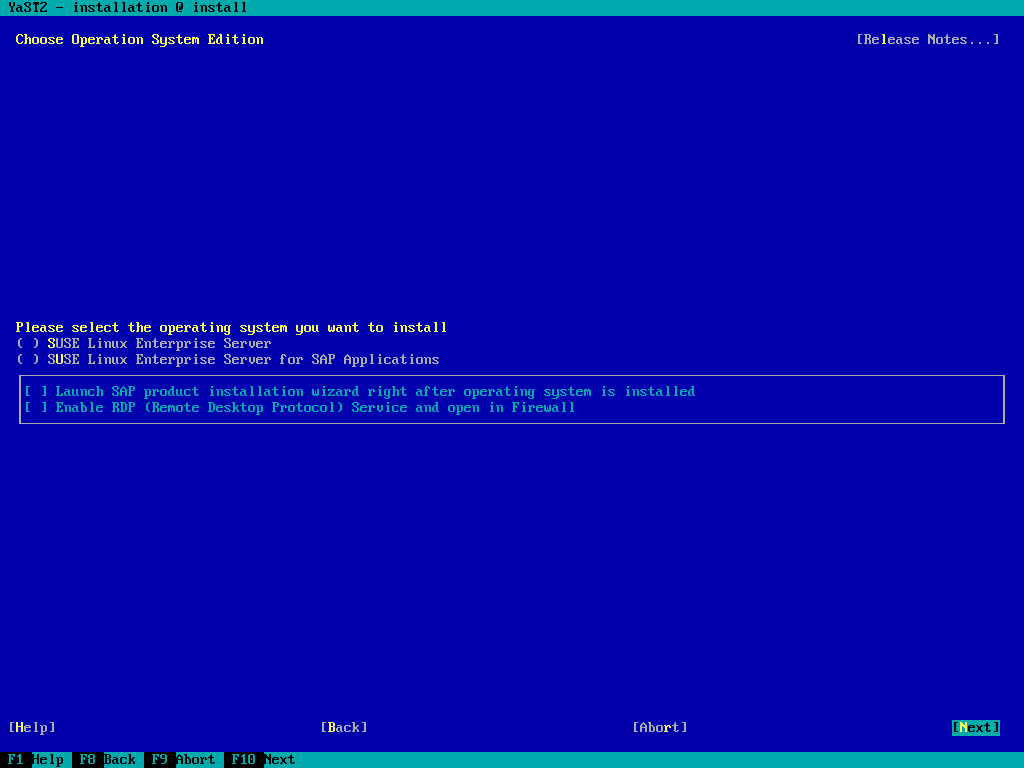 YaST2 - installation @ install
Choose Operation System Edition [Release Notes...]
Please select the operating system you want to install
( ) SUSE Linux Enterprise Server
( ) SUSE Linux Enterprise Server for SAP Applications
[ ] Launch SAP product installation wizard right after operating system is installed
[ ] Enable RDP (Remote Desktop Protocol) Service and open in Firewall
[Help] [Back] [Abort] [Next]
F1 Help F8 Back F9 Abort F10 Next